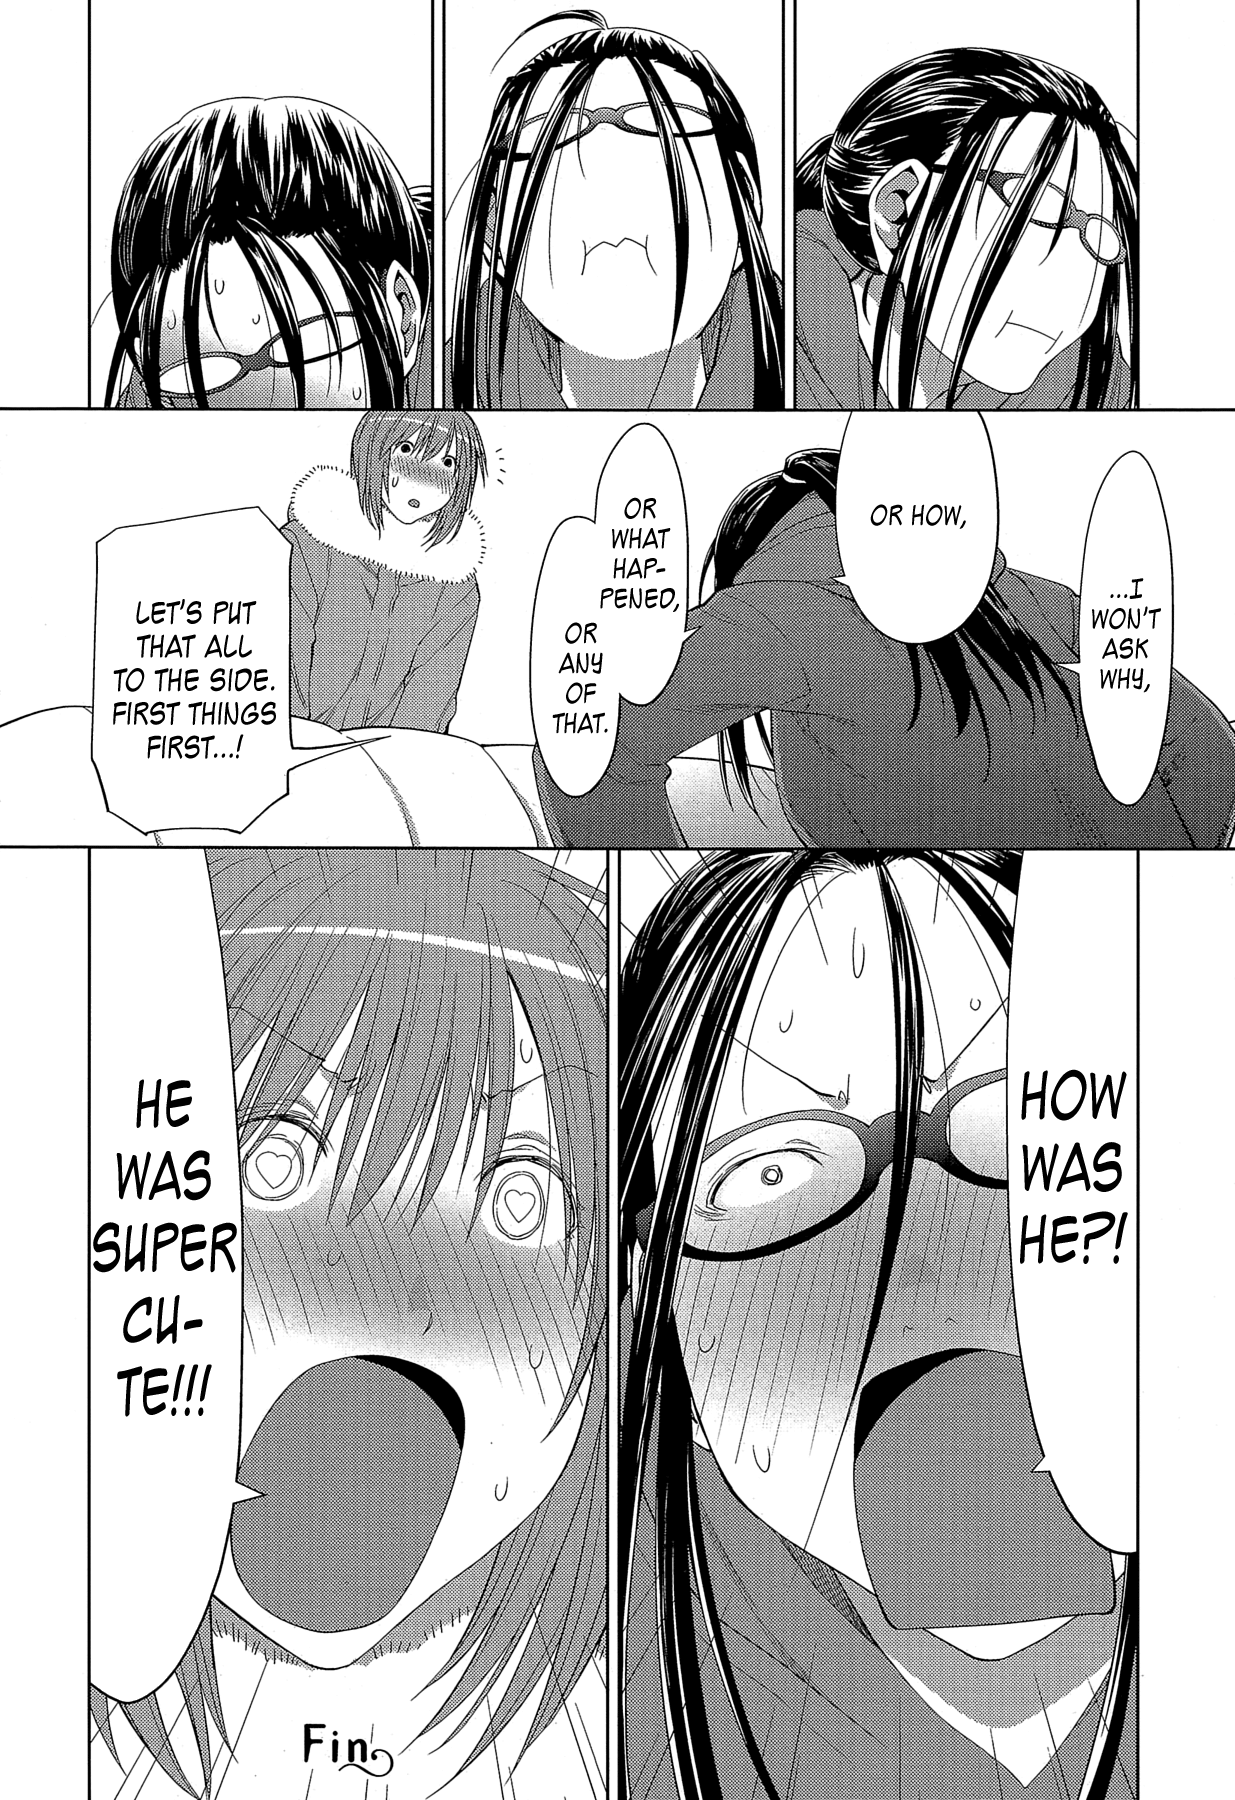 ...I
WON'T
ASK
WHY,
OR HOW,
OR
WHAT
HAP-
PENED,
OR
ANY
OF
THAT.
LET'S PUT
THAT ALL
TO THE SIDE.
FIRST THINGS
FIRST...!
HOW
WAS
HE?!
HE
WAS
SUPER
CU-
TE!!!
Fin